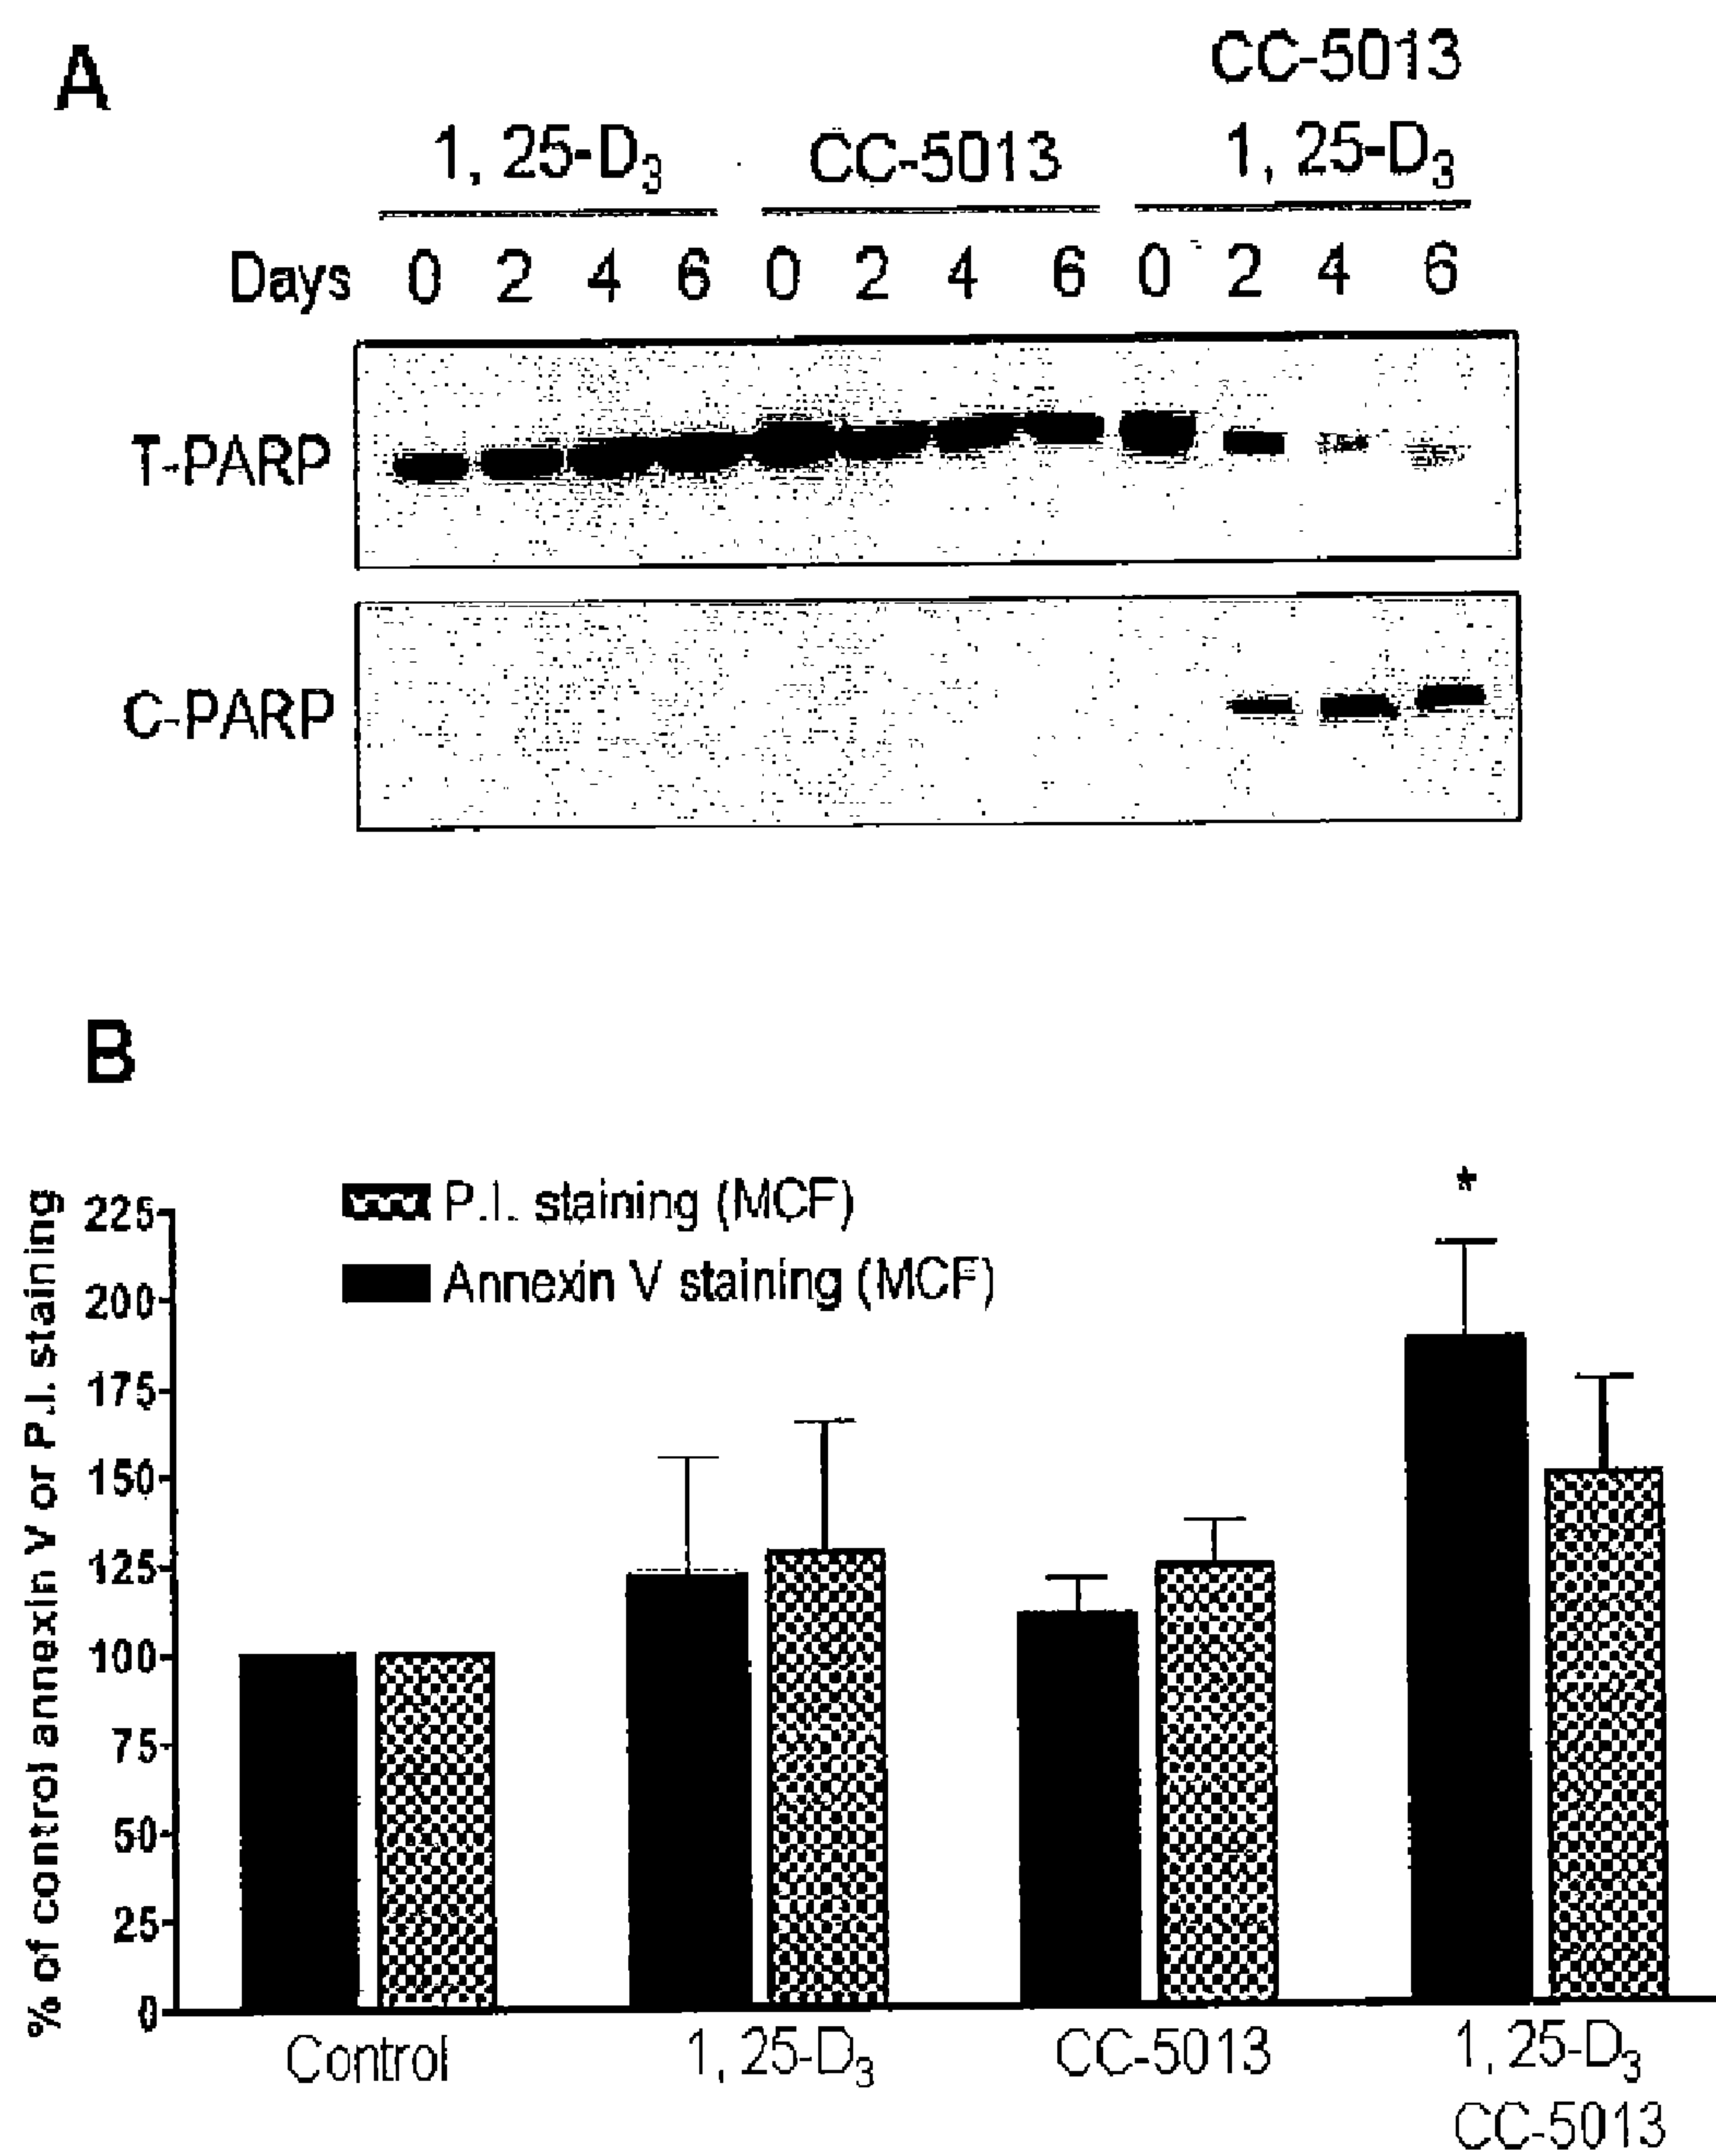 A
CC-5013
1, 25-D3 CC-5013 1, 25-D3
Days 0 2 4 6 0 2 4 6 0 2 4 6
T-PARP
C-PARP
B
% of control annexin V or P.I. staining
P.I. staining (MCF)
Annexin V staining (MCF)
*
225
200
175
150
125
100
75
50
25
0
Control 1, 25-D3 CC-5013 1, 25-D3
CC-5013